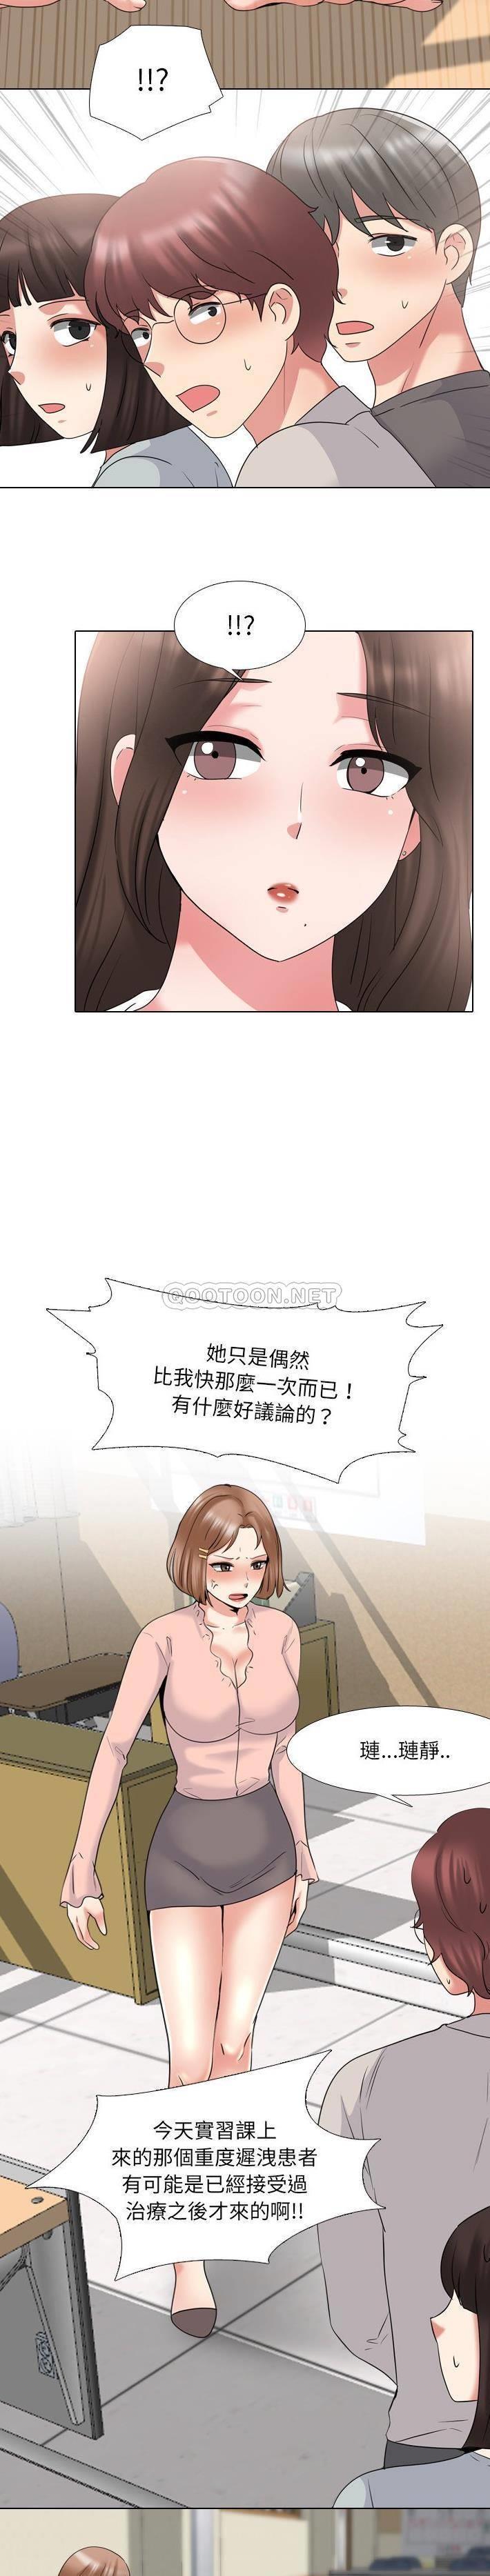 !!?
!!?
QOOTOON.NET
她只是偶然
比我快那麼一次而已！
有什麼好議論的？
璉...璉靜..
今天實習課上
來的那個重度遲洩患者
有可能是已經接受過
治療之後才來的啊!!